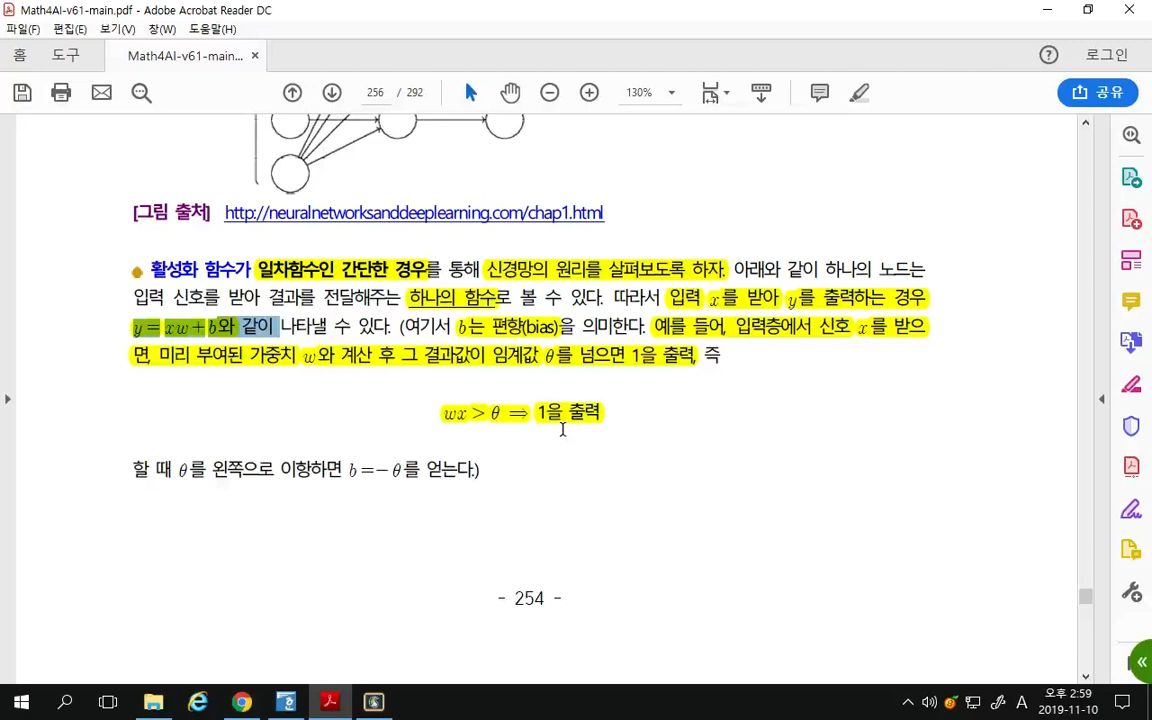 Math4AI-v61-main.pdf - Adobe Acrobat Reader DC
파일(F) 편집(E) 보기(V) 창(W) 도움말(H)
홈 도구 Math4AI-v61-main... × 로그인
256 / 292 130% 공유
[그림 출처] http://neuralnetworksanddeeplearning.com/chap1.html
활성화 함수가 일차함수인 간단한 경우를 통해 신경망의 원리를 살펴보도록 하자. 아래와 같이 하나의 노드는
입력 신호를 받아 결과를 전달해주는 하나의 함수로 볼 수 있다. 따라서 입력 x를 받아 y를 출력하는 경우
y = xw + b와 같이 나타낼 수 있다. (여기서 b는 편향(bias)을 의미한다. 예를 들어, 입력층에서 신호 x를 받으
면, 미리 부여된 가중치 w와 계산 후 그 결과값이 임계값 θ를 넘으면 1을 출력, 즉
wx > θ ⟹ 1을 출력
할 때 θ를 왼쪽으로 이항하면 b = − θ를 얻는다.)
- 254 -
A 오후 2:59
2019-11-10